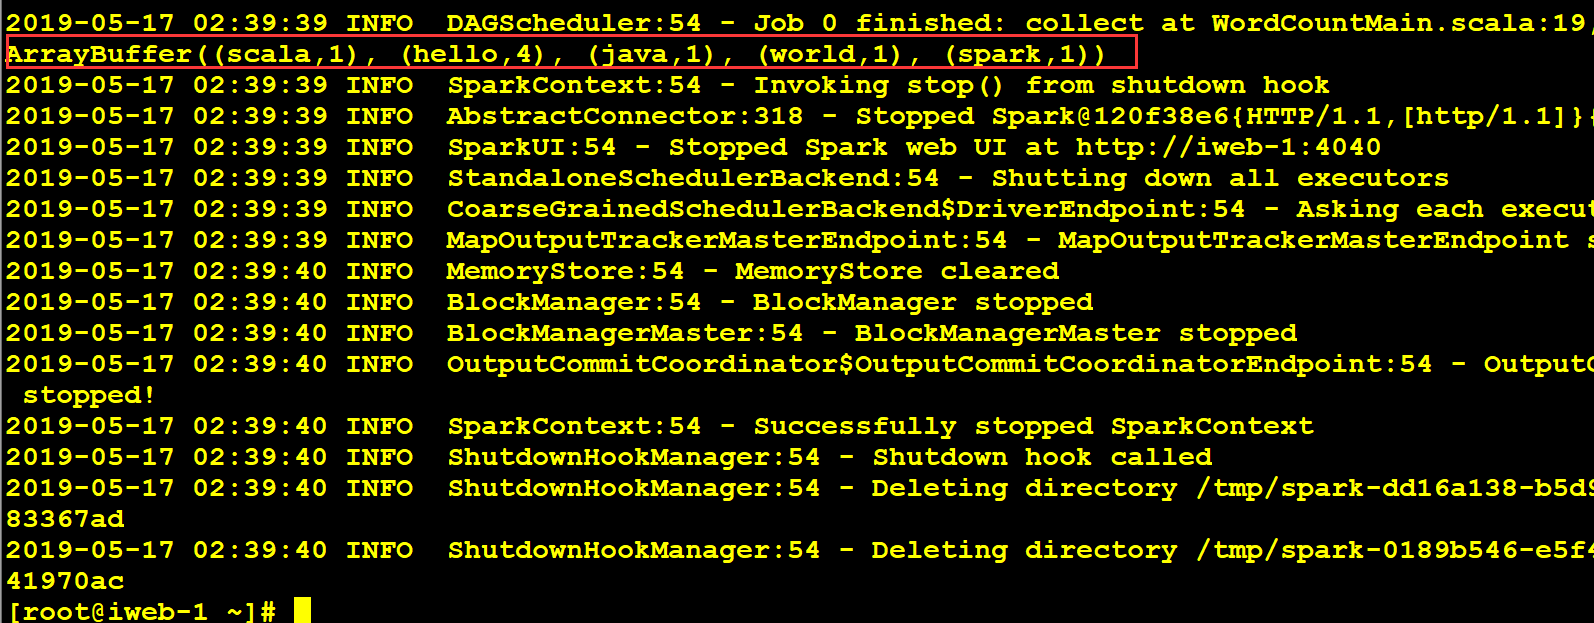 2019-05-17 02:39:39 INFO  DAGScheduler:54 - Job 0 finished: collect at WordCountMain.scala:19,
ArrayBuffer((scala,1), (hello,4), (java,1), (world,1), (spark,1))
2019-05-17 02:39:39 INFO  SparkContext:54 - Invoking stop() from shutdown hook
2019-05-17 02:39:39 INFO  AbstractConnector:318 - Stopped Spark@120f38e6{HTTP/1.1,[http/1.1]}{
2019-05-17 02:39:39 INFO  SparkUI:54 - Stopped Spark web UI at http://iweb-1:4040
2019-05-17 02:39:39 INFO  StandaloneSchedulerBackend:54 - Shutting down all executors
2019-05-17 02:39:39 INFO  CoarseGrainedSchedulerBackend$DriverEndpoint:54 - Asking each execut
2019-05-17 02:39:39 INFO  MapOutputTrackerMasterEndpoint:54 - MapOutputTrackerMasterEndpoint s
2019-05-17 02:39:40 INFO  MemoryStore:54 - MemoryStore cleared
2019-05-17 02:39:40 INFO  BlockManager:54 - BlockManager stopped
2019-05-17 02:39:40 INFO  BlockManagerMaster:54 - BlockManagerMaster stopped
2019-05-17 02:39:40 INFO  OutputCommitCoordinator$OutputCommitCoordinatorEndpoint:54 - OutputC
 stopped!
2019-05-17 02:39:40 INFO  SparkContext:54 - Successfully stopped SparkContext
2019-05-17 02:39:40 INFO  ShutdownHookManager:54 - Shutdown hook called
2019-05-17 02:39:40 INFO  ShutdownHookManager:54 - Deleting directory /tmp/spark-dd16a138-b5d9
83367ad
2019-05-17 02:39:40 INFO  ShutdownHookManager:54 - Deleting directory /tmp/spark-0189b546-e5f4
41970ac
[root@iweb-1 ~]#